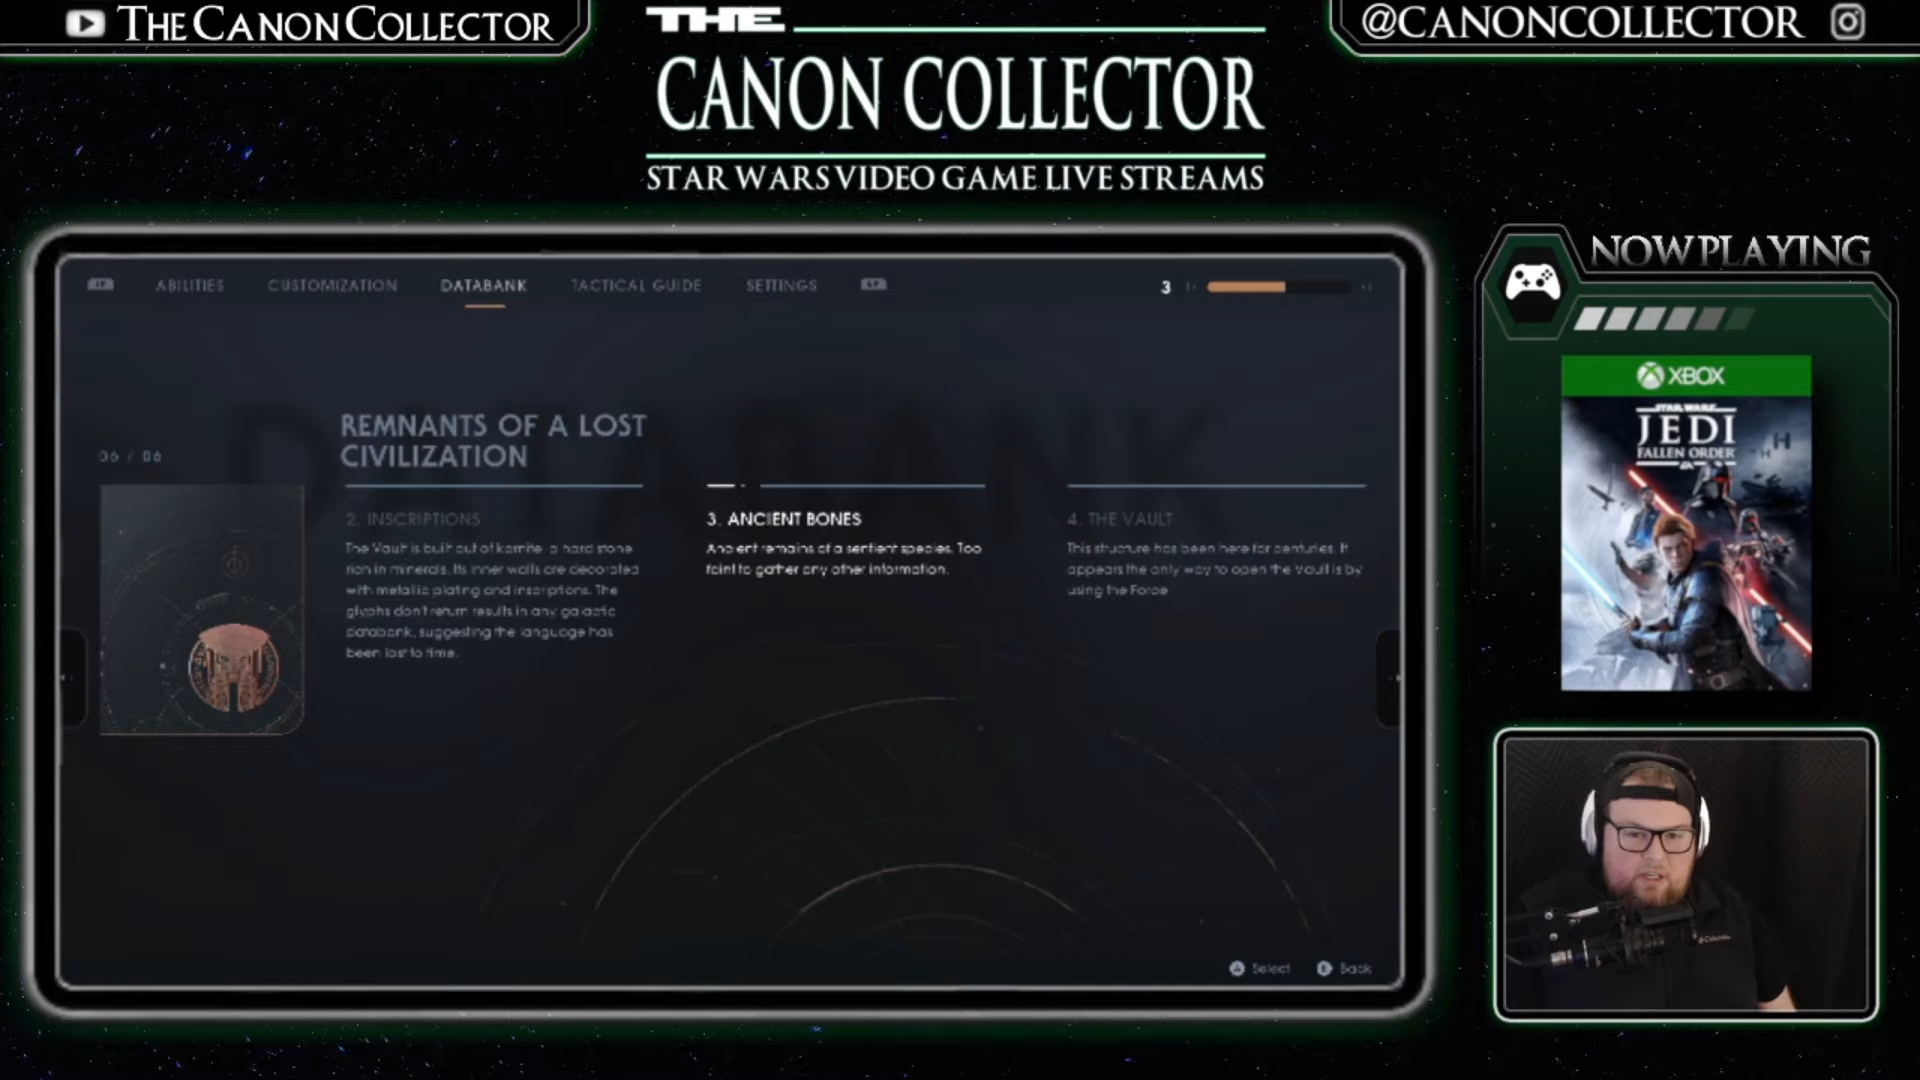 THE CANON COLLECTOR
THE
CANON COLLECTOR
STAR WARS VIDEO GAME LIVE STREAMS
@CANONCOLLECTOR
ABILITIES
CUSTOMIZATION
DATABANK
TACTICAL GUIDE
SETTINGS
3
NOW PLAYING
XBOX
STAR WARS
JEDI
FALLEN ORDER
DATABANK
06 / 06
REMNANTS OF A LOST
CIVILIZATION
2. INSCRIPTIONS
The Vault is built out of kornite, a hard stone
rich in minerals. Its inner walls are decorated
with metallic plating and inscriptions. The
glyphs don't return results in any galactic
databank, suggesting the language has
been lost to time.
3. ANCIENT BONES
Ancient remains of a sentient species. Too
faint to gather any other information.
4. THE VAULT
This structure has been here for centuries. It
appears the only way to open the Vault is by
using the Force
Select
Back
Columbia